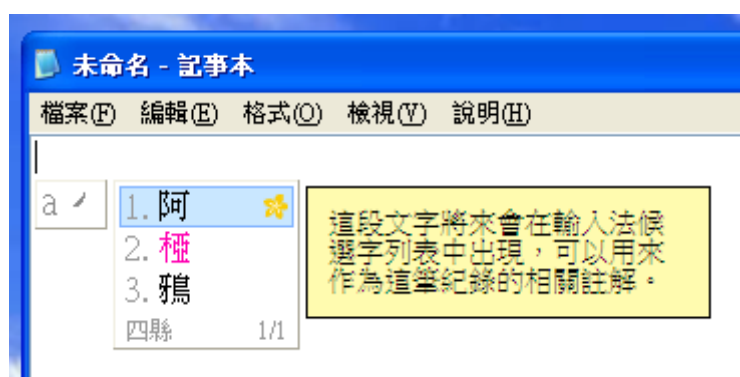 未命名 - 記事本
檔案(F) 編輯(E) 格式(O) 檢視(V) 說明(H)
a ˊ
1. 阿
2. 極
3. 鴉
四縣 1/1
這段文字將來會在輸入法候
選字列表中出現，可以用來
作為這筆紀錄的相關註解。